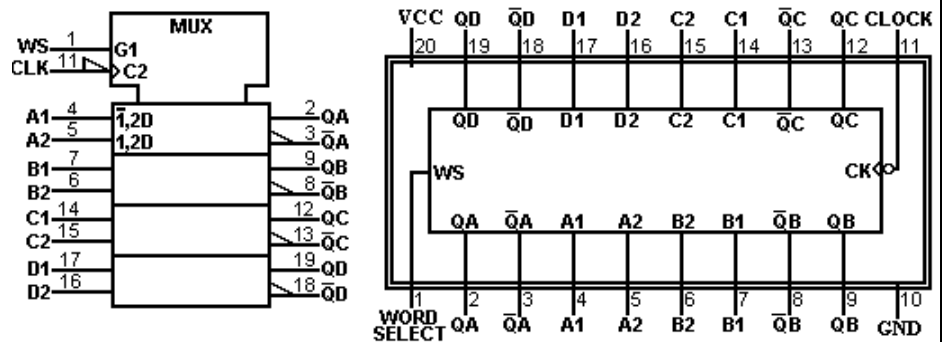 MUX
WS 1 G1
CLK 11 C2
A1 4 1̅,2D 2 QA
A2 5 1,2D 3 Q̅A
B1 7 9 QB
B2 6 8 Q̅B
C1 14 12 QC
C2 15 13 Q̅C
D1 17 19 QD
D2 16 18 Q̅D
VCC QD Q̅D D1 D2 C2 C1 Q̅C QC CLOCK
20 19 18 17 16 15 14 13 12 11
QD Q̅D D1 D2 C2 C1 Q̅C QC
WS CK
QA Q̅A A1 A2 B2 B1 Q̅B QB
1 2 3 4 5 6 7 8 9 10
WORD SELECT QA Q̅A A1 A2 B2 B1 Q̅B QB GND